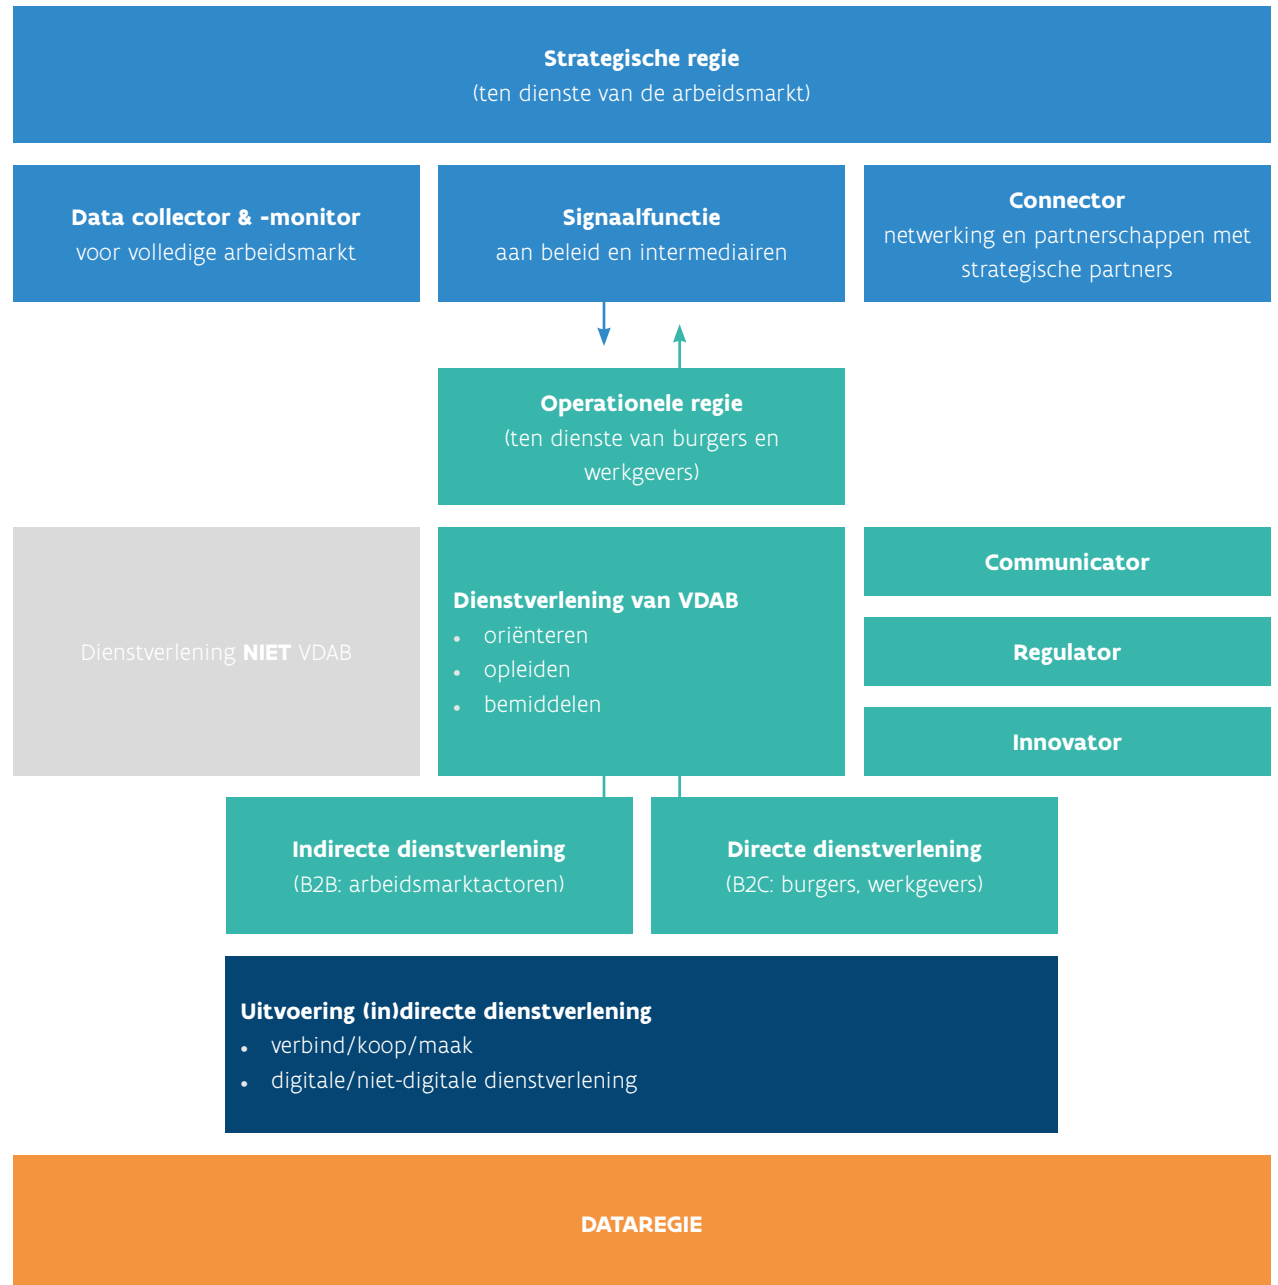 Strategische regie
(ten dienste van de arbeidsmarkt)
Data collector & -monitor
voor volledige arbeidsmarkt
Signaalfunctie
aan beleid en intermediairen
Connector
netwerking en partnerschappen met
strategische partners
Operationele regie
(ten dienste van burgers en
werkgevers)
Dienstverlening NIET VDAB
Dienstverlening van VDAB
• oriënteren
• opleiden
• bemiddelen
Communicator
Regulator
Innovator
Indirecte dienstverlening
(B2B: arbeidsmarktactoren)
Directe dienstverlening
(B2C: burgers, werkgevers)
Uitvoering (in)directe dienstverlening
• verbind/koop/maak
• digitale/niet-digitale dienstverlening
DATAREGIE